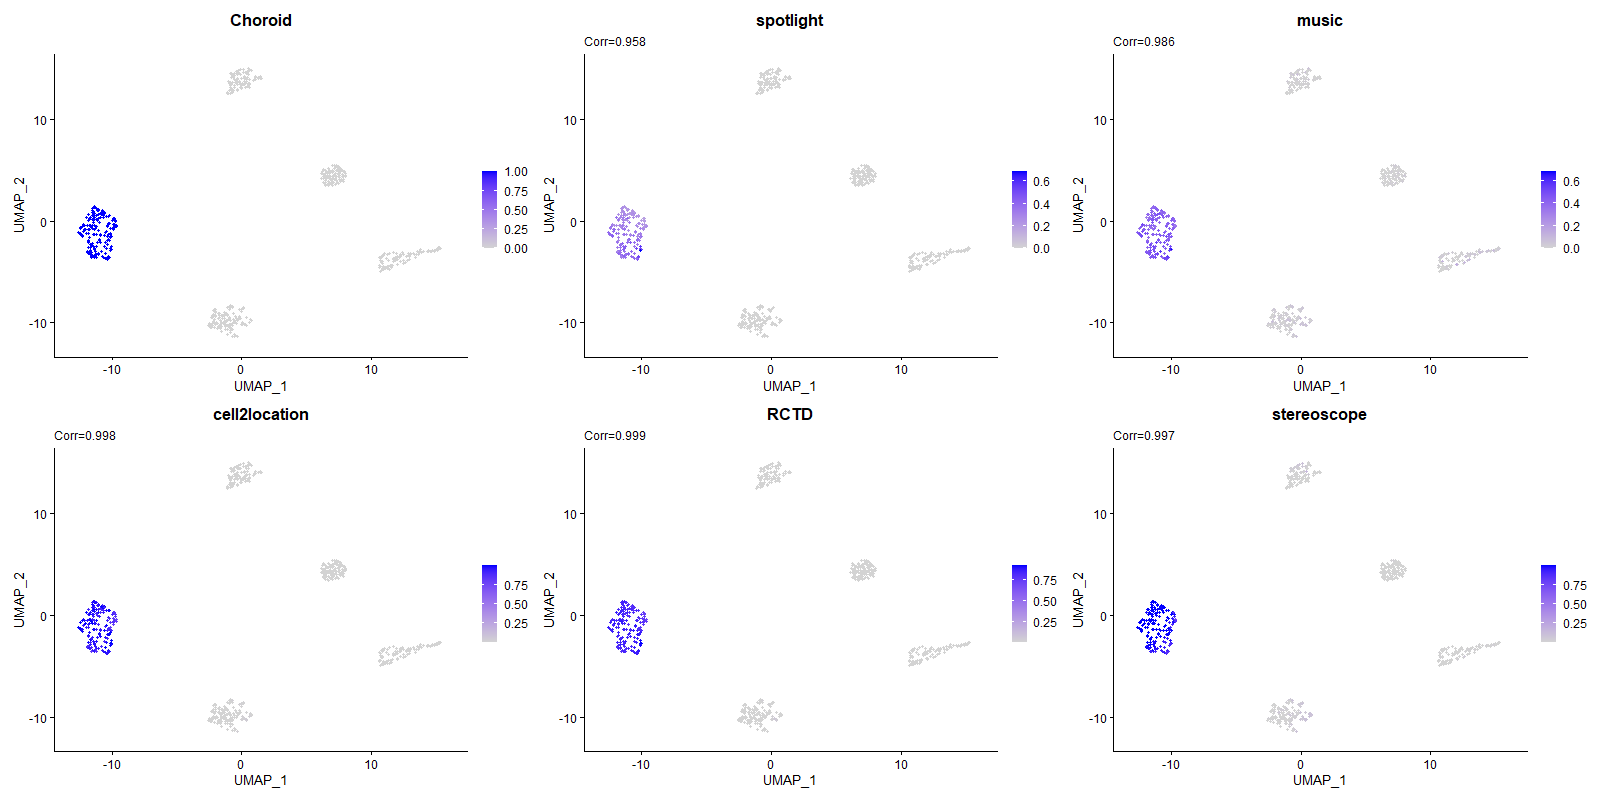 Choroid
UMAP_2
10
0
-10
-10
0
10
UMAP_1
1.00
0.75
0.50
0.25
0.00
spotlight
Corr=0.958
UMAP_2
10
0
-10
-10
0
10
UMAP_1
0.6
0.4
0.2
0.0
music
Corr=0.986
UMAP_2
10
0
-10
-10
0
10
UMAP_1
0.6
0.4
0.2
0.0
cell2location
Corr=0.998
UMAP_2
10
0
-10
-10
0
10
UMAP_1
0.75
0.50
0.25
RCTD
Corr=0.999
UMAP_2
10
0
-10
-10
0
10
UMAP_1
0.75
0.50
0.25
stereoscope
Corr=0.997
UMAP_2
10
0
-10
-10
0
10
UMAP_1
0.75
0.50
0.25